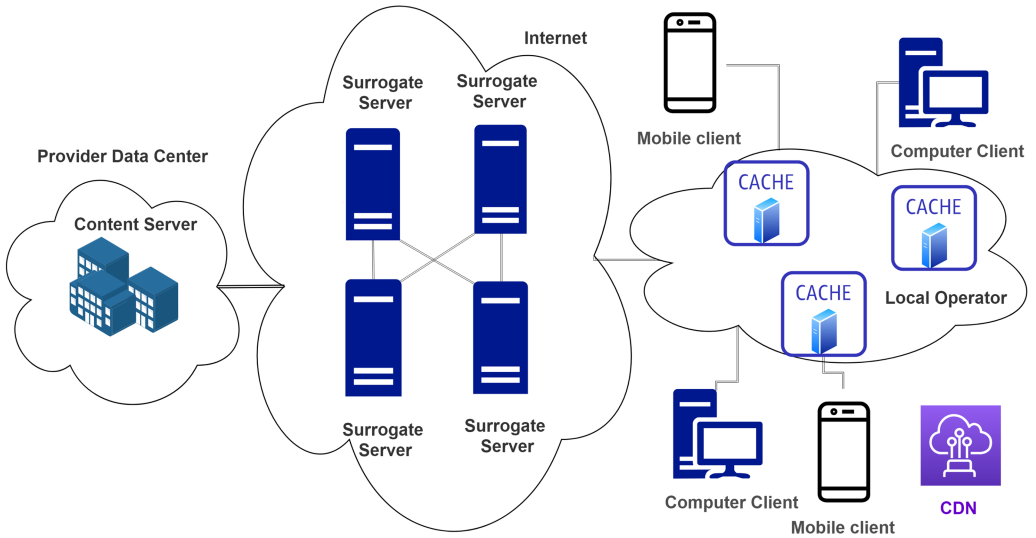 Internet
Surrogate
Server
Surrogate
Server
Mobile client
Computer Client
Provider Data Center
Content Server
CACHE
CACHE
CACHE
Local Operator
Surrogate
Server
Surrogate
Server
Computer Client
Mobile client
CDN